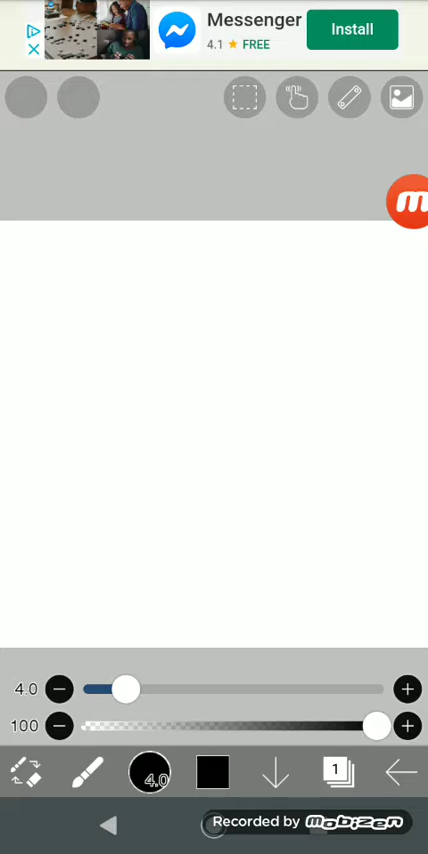 Messenger
4.1 ★ FREE
Install
4.0
100
4.0
1
Recorded by mobizen